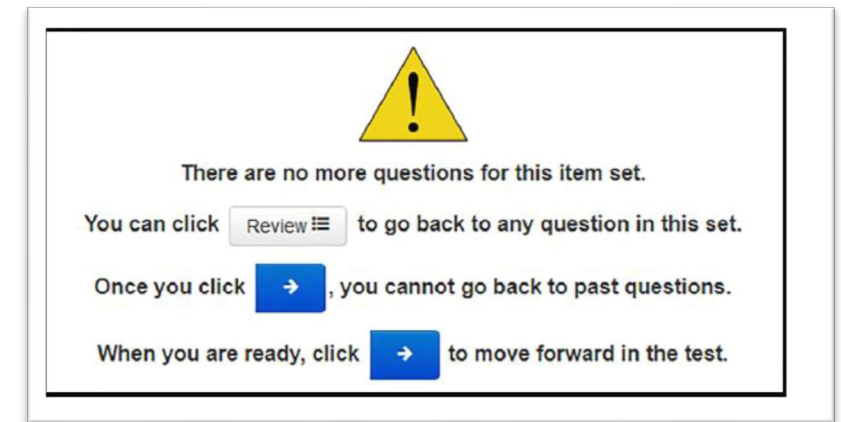 There are no more questions for this item set.
You can click Review to go back to any question in this set.
Once you click → , you cannot go back to past questions.
When you are ready, click → to move forward in the test.